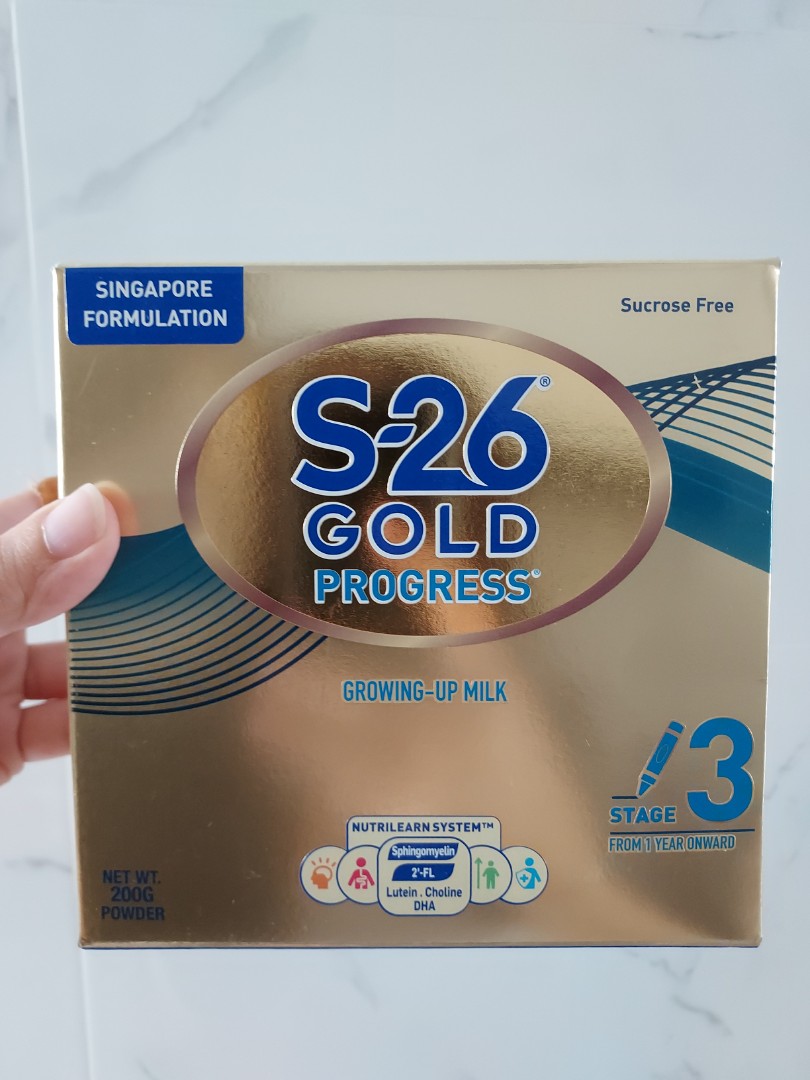 SINGAPORE
FORMULATION
Sucrose Free
S-26®
GOLD
PROGRESS®
GROWING-UP MILK
STAGE 3
FROM 1 YEAR ONWARD
NUTRILEARN SYSTEM™
Sphingomyelin
2'-FL
Lutein . Choline
DHA
NET WT.
200G
POWDER